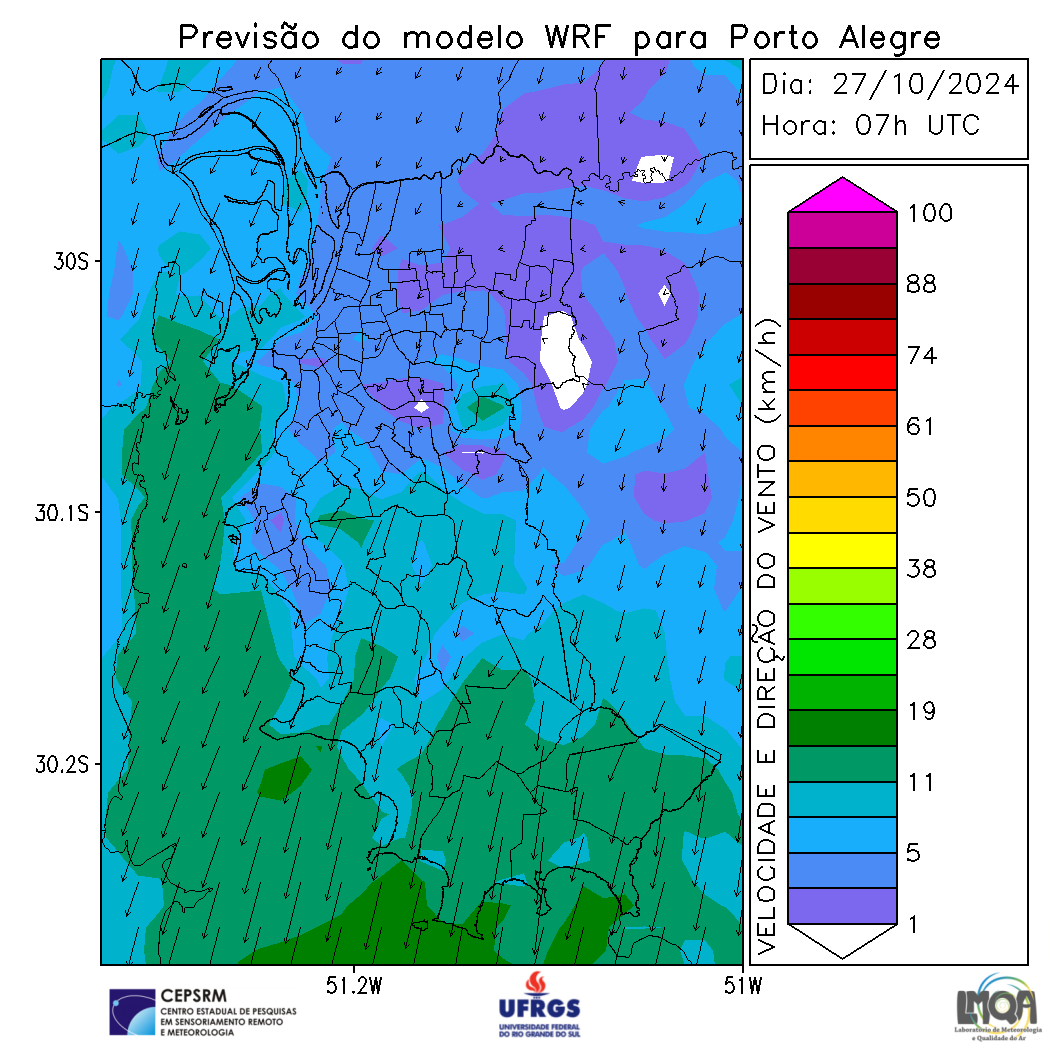 Previsão do modelo WRF para Porto Alegre
Dia: 27/10/2024
Hora: 07h UTC
30S
30.1S
30.2S
51.2W
51W
VELOCIDADE E DIREÇÃO DO VENTO (km/h)
100
88
74
61
50
38
28
19
11
5
1
CEPSRM
CENTRO ESTADUAL DE PESQUISAS
EM SENSORIAMENTO REMOTO
E METEOROLOGIA
UFRGS
UNIVERSIDADE FEDERAL
DO RIO GRANDE DO SUL
LMQA
Laboratório de Meteorologia
e Qualidade do Ar